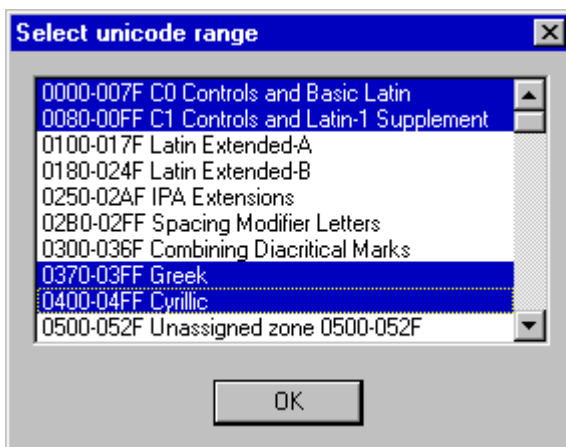 Select unicode range
0000-007F C0 Controls and Basic Latin
0080-00FF C1 Controls and Latin-1 Supplement
0100-017F Latin Extended-A
0180-024F Latin Extended-B
0250-02AF IPA Extensions
02B0-02FF Spacing Modifier Letters
0300-036F Combining Diacritical Marks
0370-03FF Greek
0400-04FF Cyrillic
0500-052F Unassigned zone 0500-052F
OK